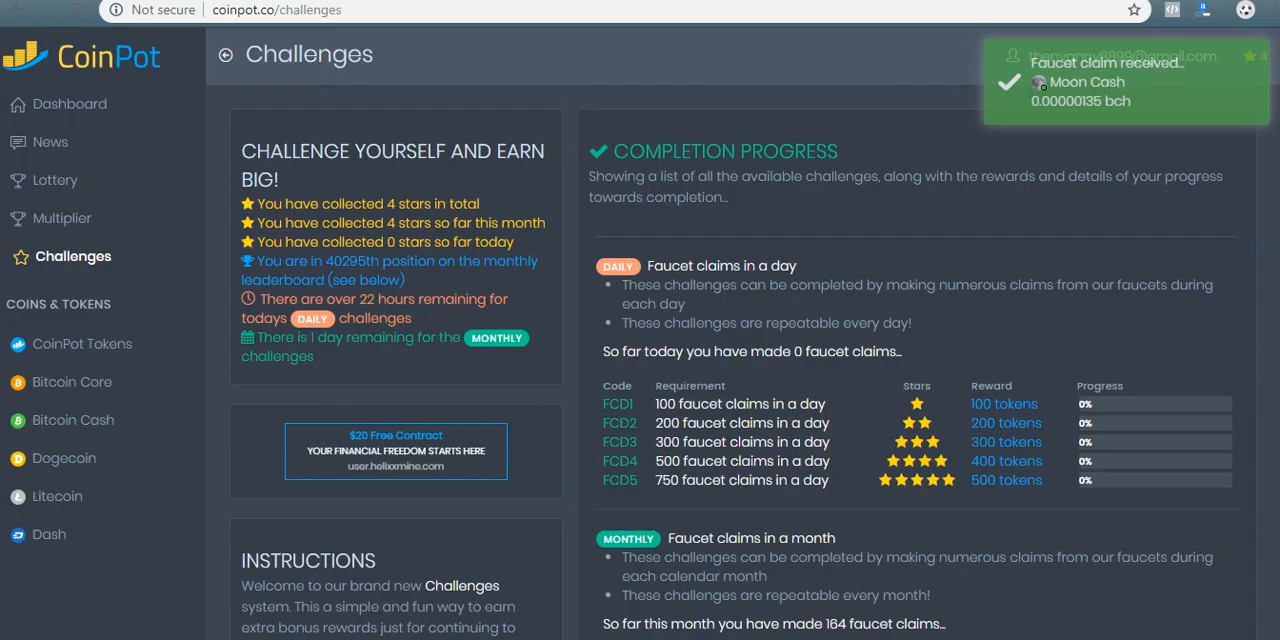 Not secure
coinpot.co/challenges
CoinPot
Challenges
Faucet claim received...
Moon Cash
0.00000135 bch
4
Dashboard
News
Lottery
Multiplier
Challenges
COINS & TOKENS
CoinPot Tokens
Bitcoin Core
Bitcoin Cash
Dogecoin
Litecoin
Dash
CHALLENGE YOURSELF AND EARN
BIG!
You have collected 4 stars in total
You have collected 4 stars so far this month
You have collected 0 stars so far today
You are in 40295th position on the monthly
leaderboard (see below)
There are over 22 hours remaining for
todays DAILY challenges
There is 1 day remaining for the MONTHLY
challenges
$20 Free Contract
YOUR FINANCIAL FREEDOM STARTS HERE
user.helixxmine.com
INSTRUCTIONS
Welcome to our brand new Challenges
system. This a simple and fun way to earn
extra bonus rewards just for continuing to
COMPLETION PROGRESS
Showing a list of all the available challenges, along with the rewards and details of your progress
towards completion...
DAILY Faucet claims in a day
These challenges can be completed by making numerous claims from our faucets during
each day
These challenges are repeatable every day!
So far today you have made 0 faucet claims...
Code Requirement Stars Reward Progress
FCD1 100 faucet claims in a day 100 tokens 0%
FCD2 200 faucet claims in a day 200 tokens 0%
FCD3 300 faucet claims in a day 300 tokens 0%
FCD4 500 faucet claims in a day 400 tokens 0%
FCD5 750 faucet claims in a day 500 tokens 0%
MONTHLY Faucet claims in a month
These challenges can be completed by making numerous claims from our faucets during
each calendar month
These challenges are repeatable every month!
So far this month you have made 164 faucet claims...